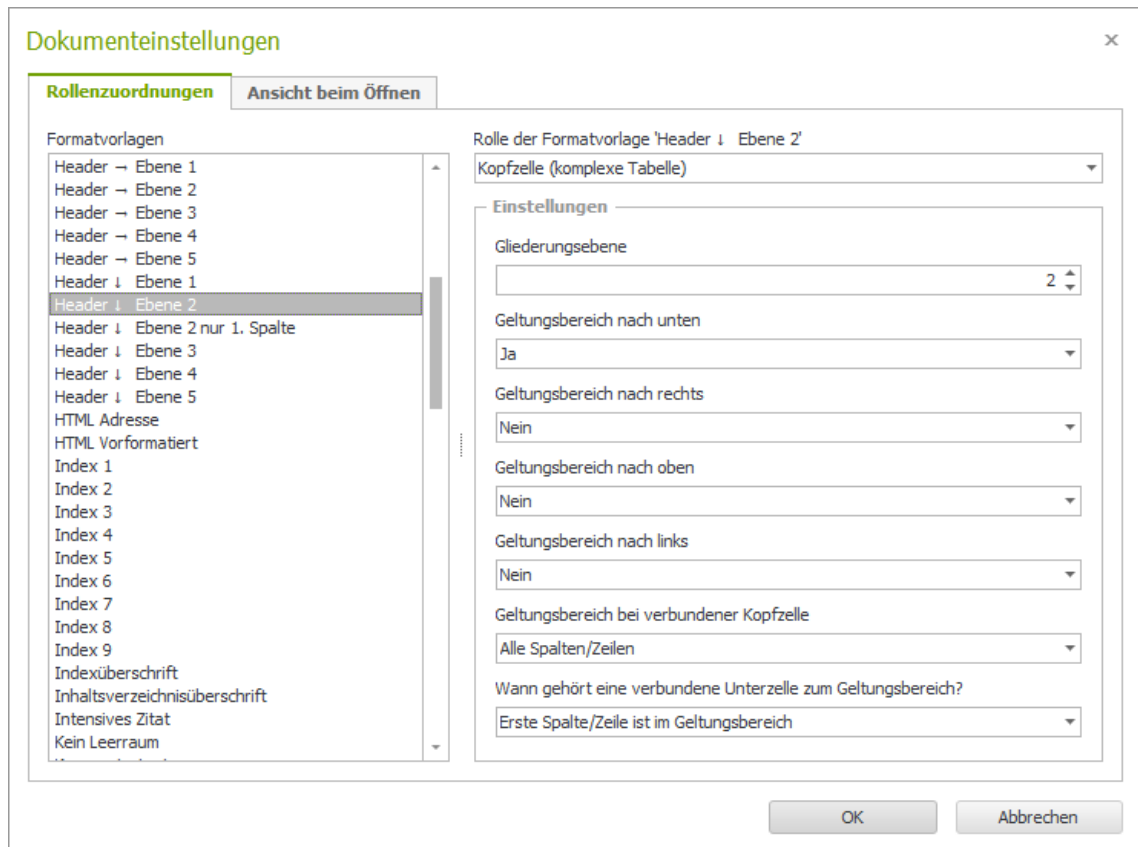 Dokumenteinstellungen
Rollenzuordnungen
Ansicht beim Öffnen
Formatvorlagen
Header → Ebene 1
Header → Ebene 2
Header → Ebene 3
Header → Ebene 4
Header → Ebene 5
Header ↓ Ebene 1
Header ↓ Ebene 2
Header ↓ Ebene 2 nur 1. Spalte
Header ↓ Ebene 3
Header ↓ Ebene 4
Header ↓ Ebene 5
HTML Adresse
HTML Vorformatiert
Index 1
Index 2
Index 3
Index 4
Index 5
Index 6
Index 7
Index 8
Index 9
Indexüberschrift
Inhaltsverzeichnisüberschrift
Intensives Zitat
Kein Leerraum
Rolle der Formatvorlage 'Header ↓ Ebene 2'
Kopfzelle (komplexe Tabelle)
Einstellungen
Gliederungsebene
2
Geltungsbereich nach unten
Ja
Geltungsbereich nach rechts
Nein
Geltungsbereich nach oben
Nein
Geltungsbereich nach links
Nein
Geltungsbereich bei verbundener Kopfzelle
Alle Spalten/Zeilen
Wann gehört eine verbundene Unterzelle zum Geltungsbereich?
Erste Spalte/Zeile ist im Geltungsbereich
OK
Abbrechen